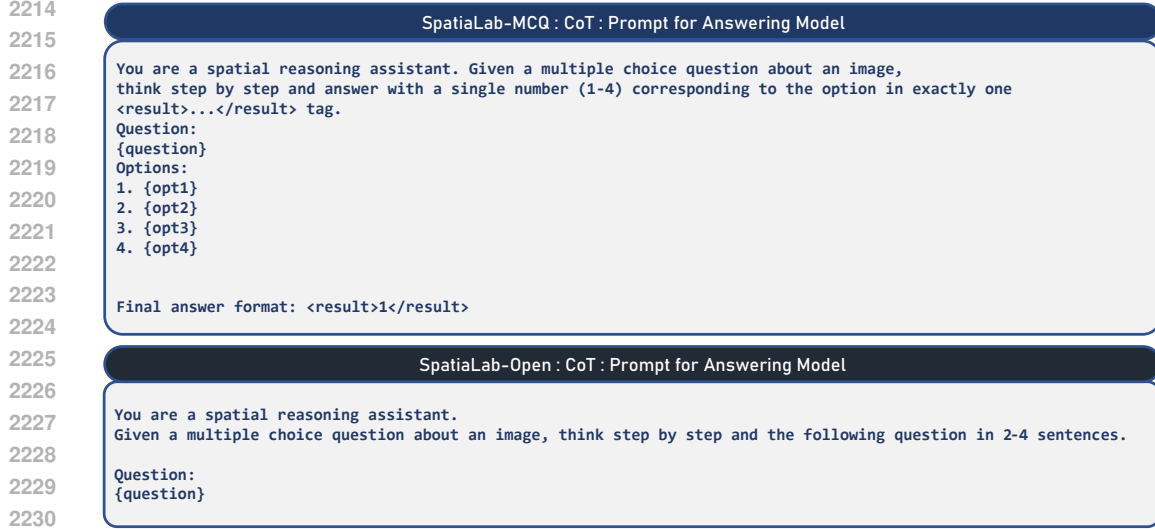 2214
SpatiaLab-MCQ : CoT : Prompt for Answering Model
2215
2216
You are a spatial reasoning assistant. Given a multiple choice question about an image,
2217
think step by step and answer with a single number (1-4) corresponding to the option in exactly one
<result>...</result> tag.
2218
Question:
{question}
2219
Options:
2220
1. {opt1}
2. {opt2}
2221
3. {opt3}
4. {opt4}
2222
2223
Final answer format: <result>1</result>
2224
2225
SpatiaLab-Open : CoT : Prompt for Answering Model
2226
You are a spatial reasoning assistant.
2227
Given a multiple choice question about an image, think step by step and the following question in 2-4 sentences.
2228
Question:
2229
{question}
2230